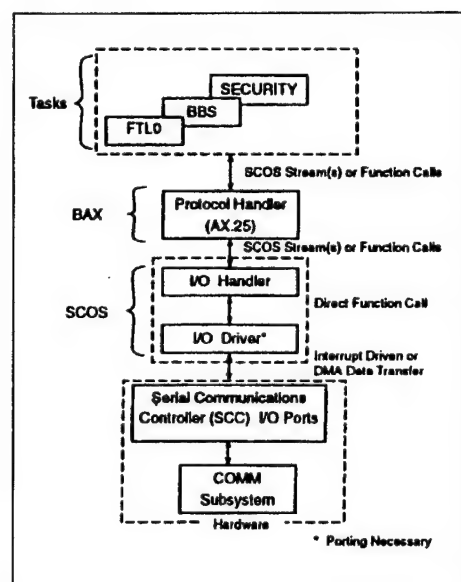 Tasks
SECURITY
BBS
FTL0
SCOS Stream(s) or Function Calls
BAX
Protocol Handler
(AX.25)
SCOS Stream(s) or Function Calls
SCOS
I/O Handler
Direct Function Call
I/O Driver*
Interrupt Driven or
DMA Data Transfer
Serial Communications
Controller (SCC) I/O Ports
COMM
Subsystem
Hardware
* Porting Necessary